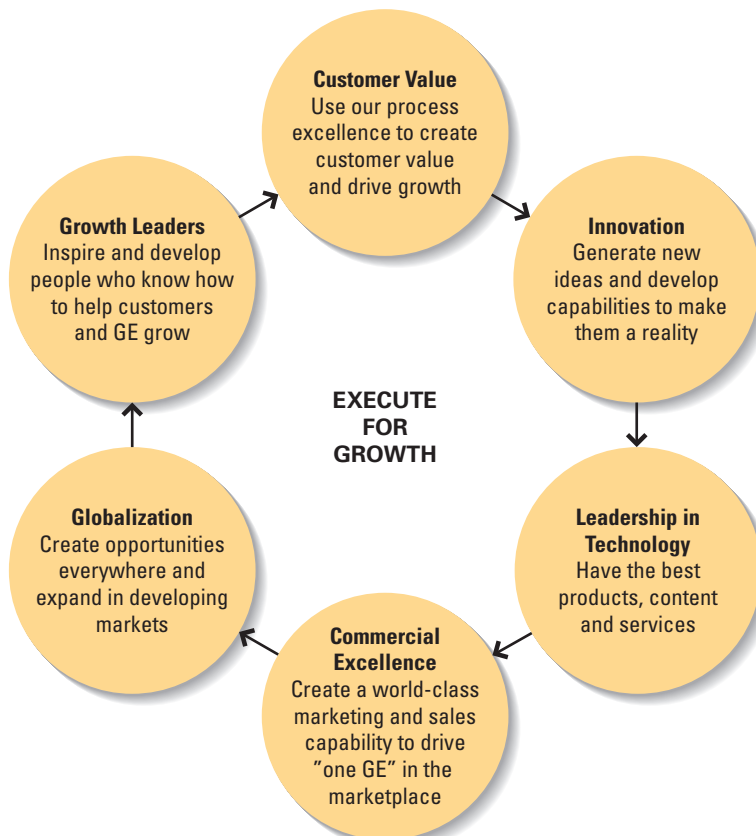 Customer Value
Use our process
excellence to create
customer value
and drive growth
Innovation
Generate new
ideas and develop
capabilities to make
them a reality
Leadership in
Technology
Have the best
products, content
and services
Commercial
Excellence
Create a world-class
marketing and sales
capability to drive
”one GE” in the
marketplace
Globalization
Create opportunities
everywhere and
expand in developing
markets
Growth Leaders
Inspire and develop
people who know how
to help customers
and GE grow
EXECUTE
FOR
GROWTH